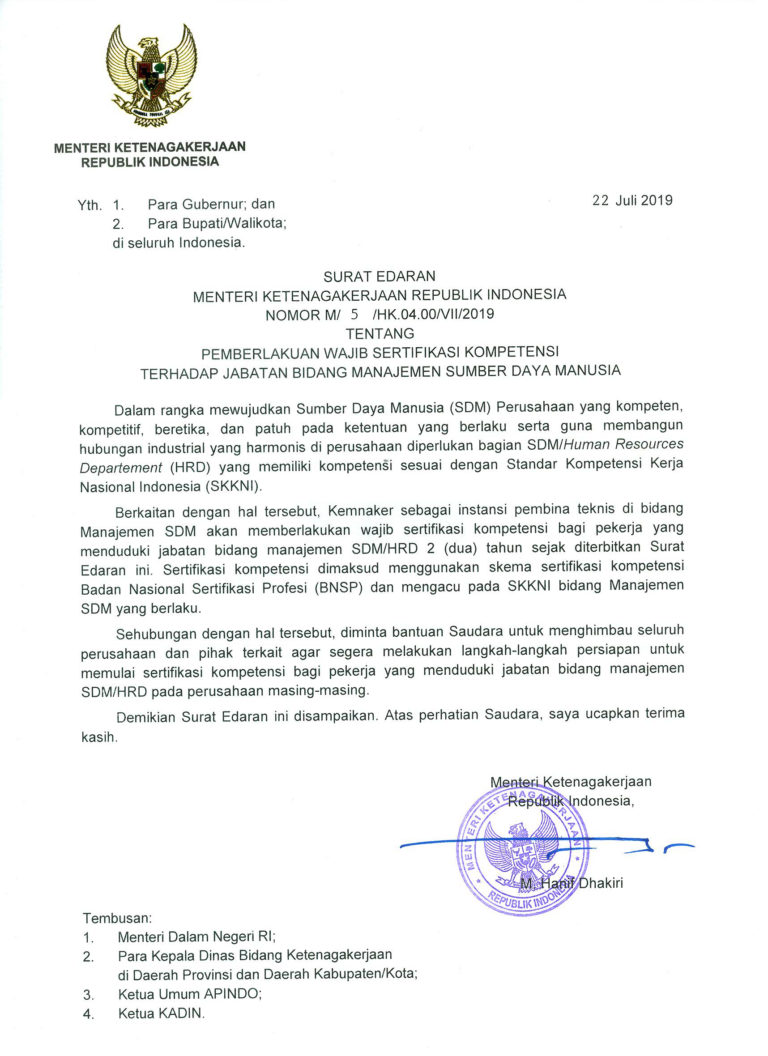 MENTERI KETENAGAKERJAAN
REPUBLIK INDONESIA
22 Juli 2019
Yth. 1. Para Gubernur; dan
2. Para Bupati/Walikota;
di seluruh Indonesia.
SURAT EDARAN
MENTERI KETENAGAKERJAAN REPUBLIK INDONESIA
NOMOR M/ 5 /HK.04.00/VII/2019
TENTANG
PEMBERLAKUAN WAJIB SERTIFIKASI KOMPETENSI
TERHADAP JABATAN BIDANG MANAJEMEN SUMBER DAYA MANUSIA
Dalam rangka mewujudkan Sumber Daya Manusia (SDM) Perusahaan yang kompeten,
kompetitif, beretika, dan patuh pada ketentuan yang berlaku serta guna membangun
hubungan industrial yang harmonis di perusahaan diperlukan bagian SDM/Human Resources
Departement (HRD) yang memiliki kompetensi sesuai dengan Standar Kompetensi Kerja
Nasional Indonesia (SKKNI).
Berkaitan dengan hal tersebut, Kemnaker sebagai instansi pembina teknis di bidang
Manajemen SDM akan memberlakukan wajib sertifikasi kompetensi bagi pekerja yang
menduduki jabatan bidang manajemen SDM/HRD 2 (dua) tahun sejak diterbitkan Surat
Edaran ini. Sertifikasi kompetensi dimaksud menggunakan skema sertifikasi kompetensi
Badan Nasional Sertifikasi Profesi (BNSP) dan mengacu pada SKKNI bidang Manajemen
SDM yang berlaku.
Sehubungan dengan hal tersebut, diminta bantuan Saudara untuk menghimbau seluruh
perusahaan dan pihak terkait agar segera melakukan langkah-langkah persiapan untuk
memulai sertifikasi kompetensi bagi pekerja yang menduduki jabatan bidang manajemen
SDM/HRD pada perusahaan masing-masing.
Demikian Surat Edaran ini disampaikan. Atas perhatian Saudara, saya ucapkan terima
kasih.
Menteri Ketenagakerjaan
Republik Indonesia,
MENTERI KETENAGAKERJAAN
REPUBLIK INDONESIA
M. Hanif Dhakiri
Tembusan:
1. Menteri Dalam Negeri RI;
2. Para Kepala Dinas Bidang Ketenagakerjaan
di Daerah Provinsi dan Daerah Kabupaten/Kota;
3. Ketua Umum APINDO;
4. Ketua KADIN.